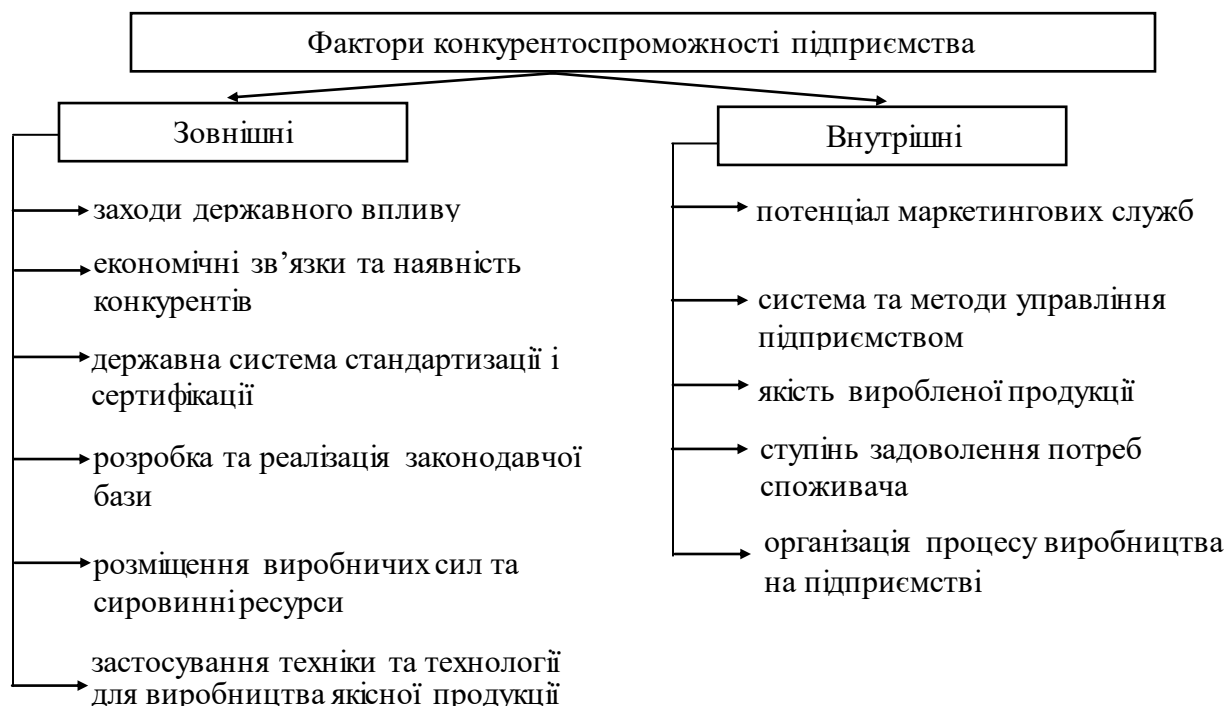 Фактори конкурентоспроможності підприємства
Зовнішні
заходи державного впливу
економічні зв’язки та наявність
конкурентів
державна система стандартизації і
сертифікації
розробка та реалізація законодавчої
бази
розміщення виробничих сил та
сировинні ресурси
застосування техніки та технології
для виробництва якісної продукції
Внутрішні
потенціал маркетингових служб
система та методи управління
підприємством
якість виробленої продукції
ступінь задоволення потреб
споживача
організація процесу виробництва
на підприємстві